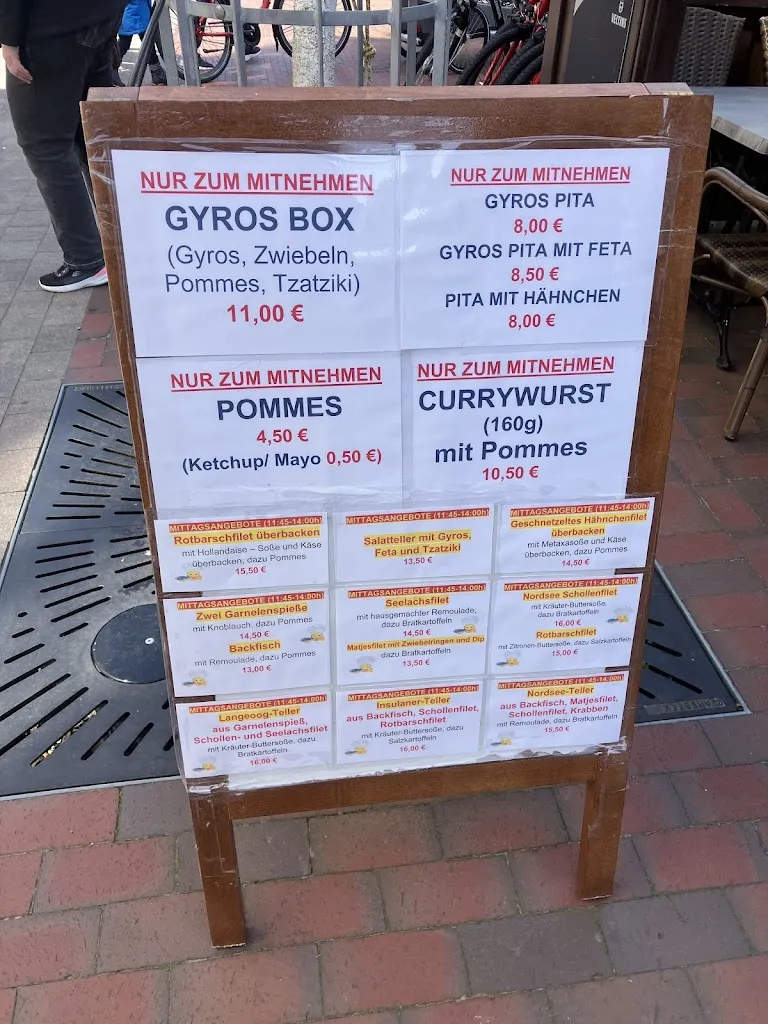 NUR ZUM MITNEHMEN
GYROS BOX
(Gyros, Zwiebeln,
Pommes, Tzatziki)
11,00 €
NUR ZUM MITNEHMEN
GYROS PITA
8,00 €
GYROS PITA MIT FETA
8,50 €
PITA MIT HÄHNCHEN
8,00 €
NUR ZUM MITNEHMEN
POMMES
4,50 €
(Ketchup/ Mayo 0,50 €)
NUR ZUM MITNEHMEN
CURRYWURST
(160g)
mit Pommes
10,50 €
MITTAGSANGEBOTE (11:45-14:00h)
Rotbarschfilet überbacken
mit Hollandaise – Soße und Käse
überbacken, dazu Pommes
15,50 €
MITTAGSANGEBOTE (11:45-14:00h)
Salatteller mit Gyros,
Feta und Tzatziki
13,50 €
MITTAGSANGEBOTE (11:45-14:00h)
Geschnetzeltes Hähnchenfilet
überbacken
mit Metaxasoße und Käse
überbacken, dazu Pommes
14,50 €
MITTAGSANGEBOTE (11:45-14:00h)
Zwei Garnelenspieße
mit Knoblauch, dazu Pommes
14,50 €
Backfisch
mit Remoulade, dazu Pommes
13,00 €
MITTAGSANGEBOTE (11:45-14:00h)
Seelachsfilet
mit hausgemachter Remoulade,
dazu Bratkartoffeln
14,50 €
Matjesfilet mit Zwiebelringen und Dip
dazu Bratkartoffeln
13,50 €
MITTAGSANGEBOTE (11:45-14:00h)
Nordsee Schollenfilet
mit Kräuter-Buttersoße,
dazu Bratkartoffeln
16,00 €
Rotbarschfilet
mit Zitronen-Buttersoße, dazu Salzkartoffeln
15,00 €
MITTAGSANGEBOTE (11:45-14:00h)
Langeoog-Teller
aus Garnelenspieß,
Schollen- und Seelachsfilet
mit Kräuter-Buttersoße, dazu
Bratkartoffeln
16,00 €
MITTAGSANGEBOTE (11:45-14:00h)
Insulaner-Teller
aus Backfisch, Schollenfilet,
Rotbarschfilet
mit Kräuter-Buttersoße, dazu
Salzkartoffeln
16,00 €
MITTAGSANGEBOTE (11:45-14:00h)
Nordsee-Teller
aus Backfisch, Matjesfilet,
Schollenfilet, Krabben
mit Remoulade, dazu Bratkartoffeln
15,50 €